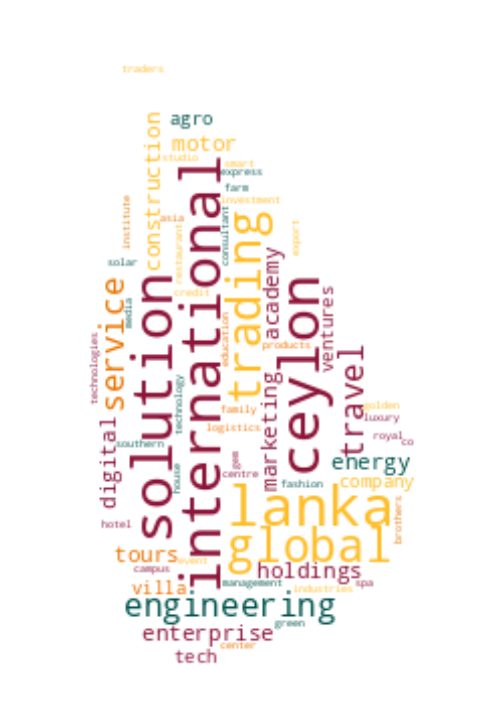 traders
agro
construction
motor
studio
smart
international
express
farm
investment
institute
asia
trading
consultant
restaurant
export
academy
solar
solution
service
ceylon
credit
ventures
media
education
technologies
products
travel
technology
marketing
family
golden
luxury
digital
logistics
royal
co
southern
gem
energy
house
centre
company
fashion
lanka
brothers
hotel
global
tours
event
campus
holdings
villa
management
spa
industries
engineering
green
enterprise
center
tech